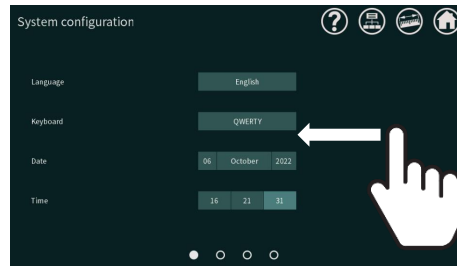 System configuration
?
Language English
Keyboard QWERTY
Date 06 October 2022
Time 16 21 31